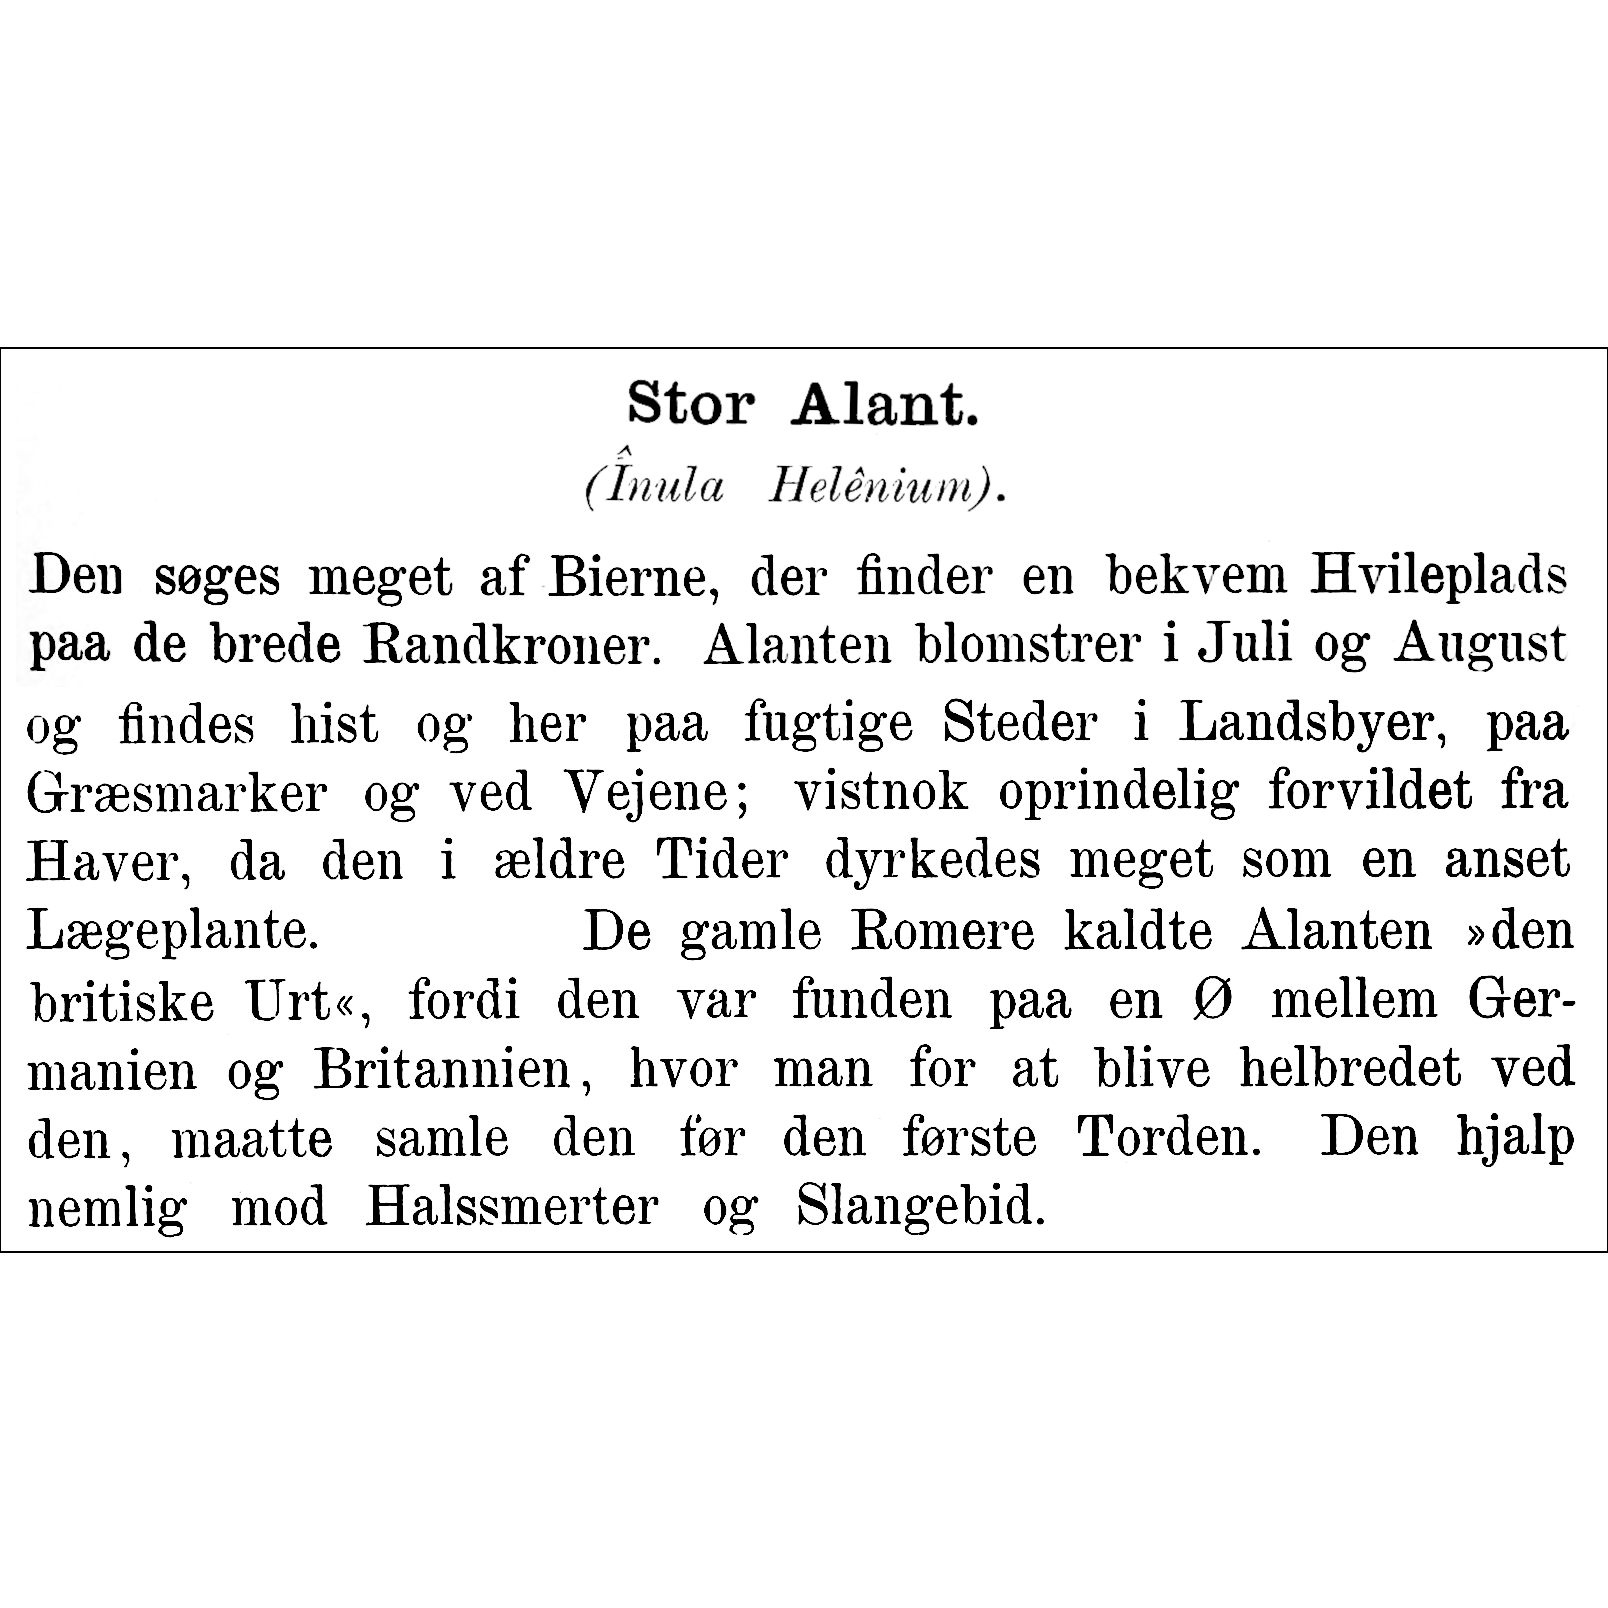 Stor Alant.
(Înula Helênium).
Den søges meget af Bierne, der finder en bekvem Hvileplads
paa de brede Randkroner. Alanten blomstrer i Juli og August
og findes hist og her paa fugtige Steder i Landsbyer, paa
Græsmarker og ved Vejene; vistnok oprindelig forvildet fra
Haver, da den i ældre Tider dyrkedes meget som en anset
Lægeplante. De gamle Romere kaldte Alanten »den
britiske Urt«, fordi den var funden paa en Ø mellem Ger-
manien og Britannien, hvor man for at blive helbredet ved
den, maatte samle den før den første Torden. Den hjalp
nemlig mod Halssmerter og Slangebid.